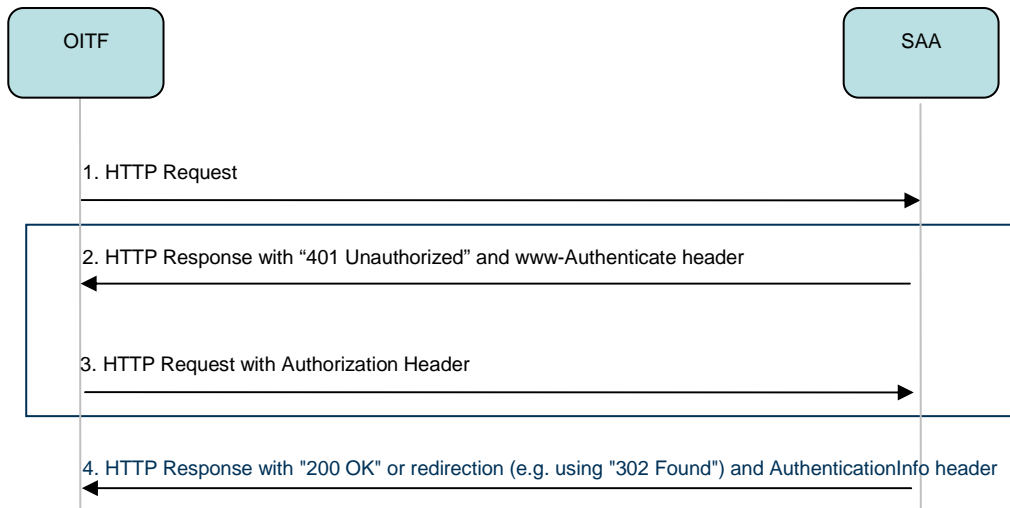 OITF
SAA
1. HTTP Request
2. HTTP Response with “401 Unauthorized” and www-Authenticate header
3. HTTP Request with Authorization Header
4. HTTP Response with "200 OK" or redirection (e.g. using "302 Found") and AuthenticationInfo header